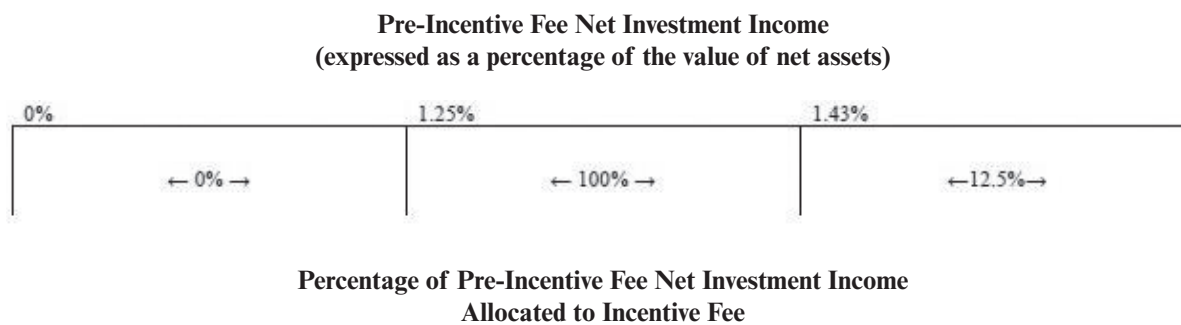 Pre-Incentive Fee Net Investment Income
(expressed as a percentage of the value of net assets)
0% 1.25% 1.43%
← 0% → ← 100% → ←12.5%→
Percentage of Pre-Incentive Fee Net Investment Income
Allocated to Incentive Fee